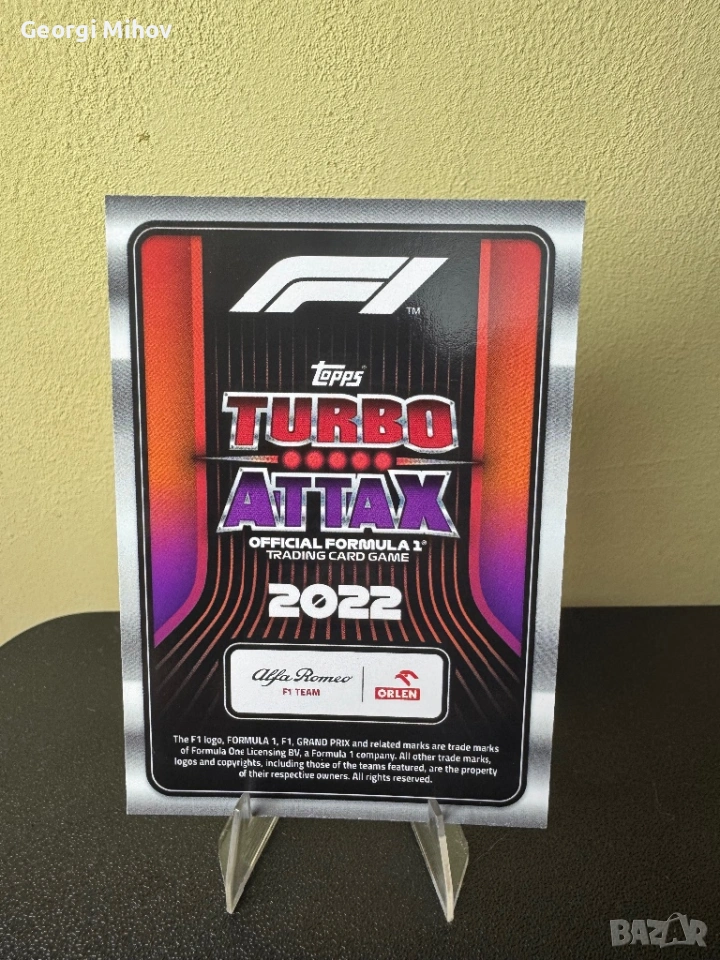 Georgi Mihov
F1
TM
topps
TURBO
ATTAX
OFFICIAL FORMULA 1®
TRADING CARD GAME
2022
Alfa Romeo
F1 TEAM
ORLEN
The F1 logo, FORMULA 1, F1, GRAND PRIX and related marks are trade marks
of Formula One Licensing BV, a Formula 1 company. All other trade marks,
logos and copyrights, including those of the teams featured, are the property
of their respective owners. All rights reserved.
BAZAR